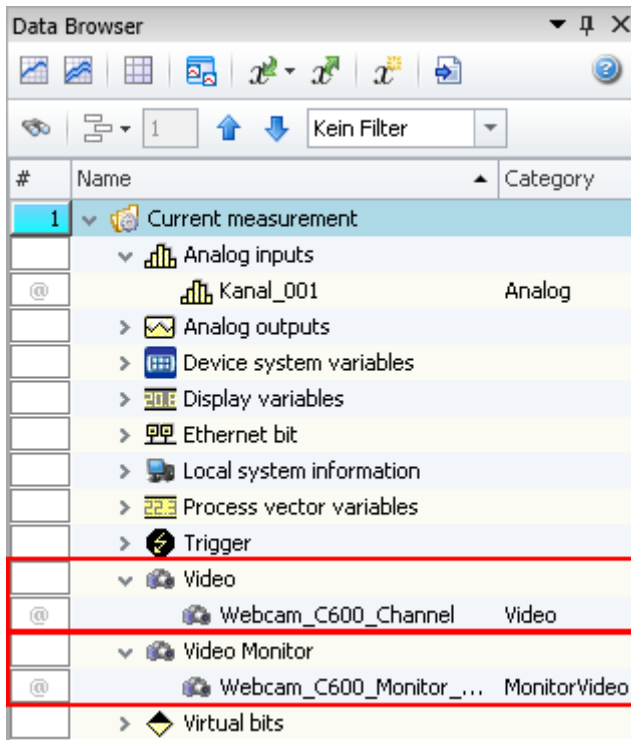 Data Browser
1
Kein Filter
# Name Category
1 Current measurement
Analog inputs
@ Kanal_001 Analog
Analog outputs
Device system variables
Display variables
Ethernet bit
Local system information
Process vector variables
Trigger
Video
@ Webcam_C600_Channel Video
Video Monitor
@ Webcam_C600_Monitor_... MonitorVideo
Virtual bits